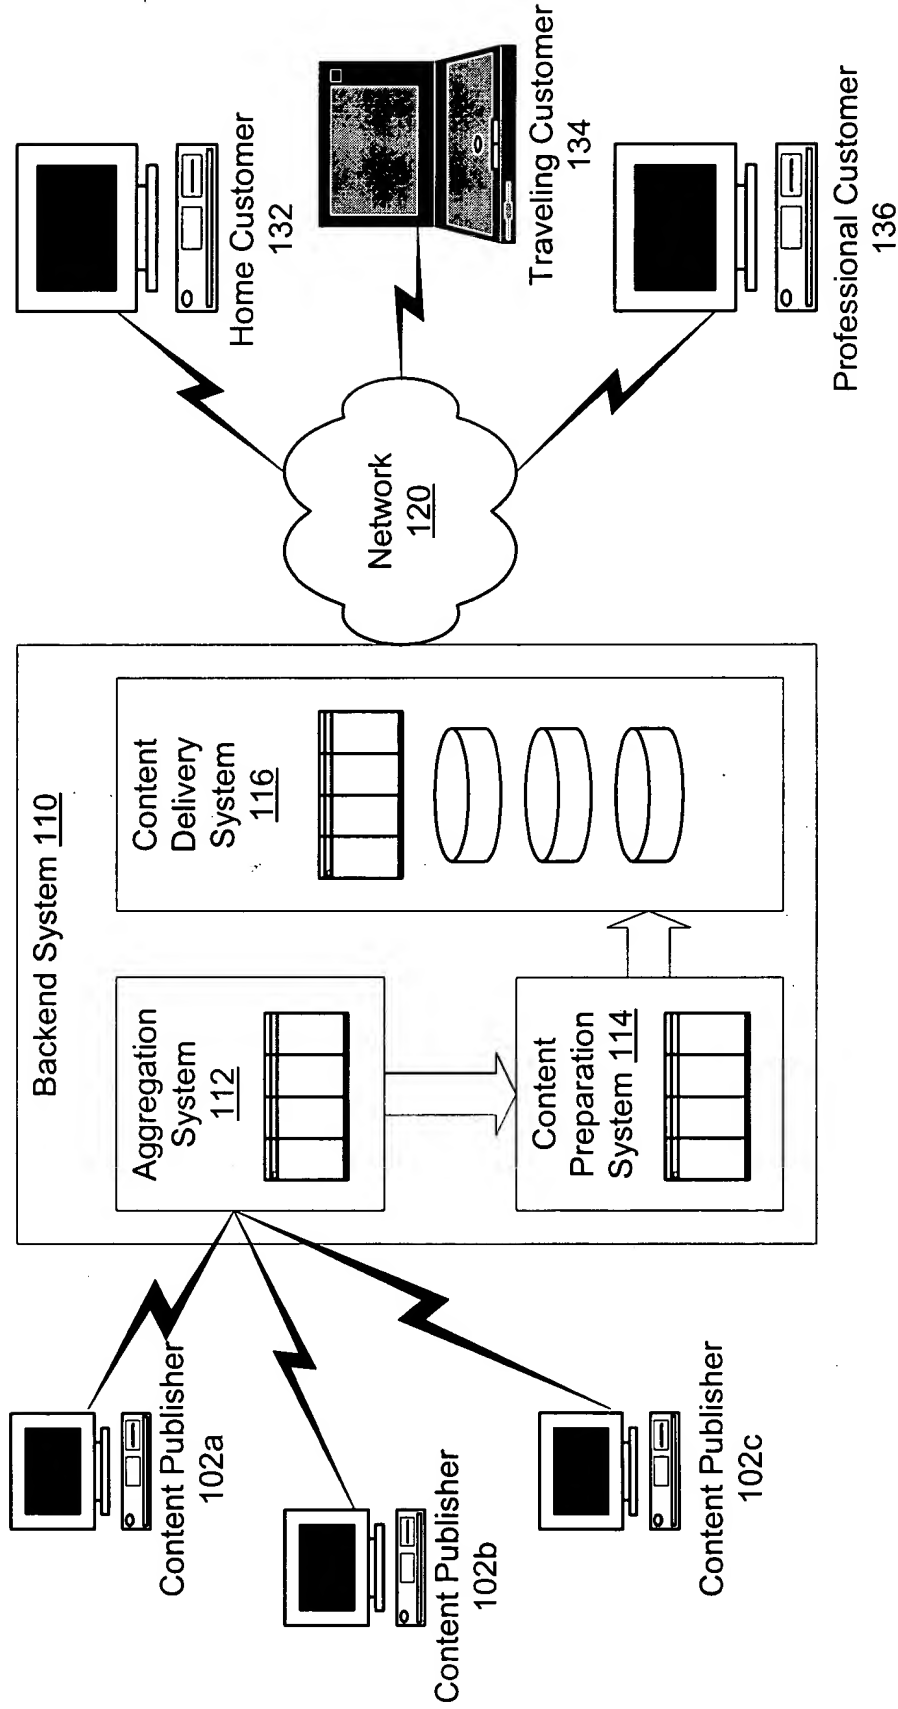 Content Publisher
102a
Content Publisher
102b
Content Publisher
102c
Backend System 110
Aggregation
System
112
Content
Preparation
System 114
Content
Delivery
System
116
Network
120
Home Customer
132
Traveling Customer
134
Professional Customer
136